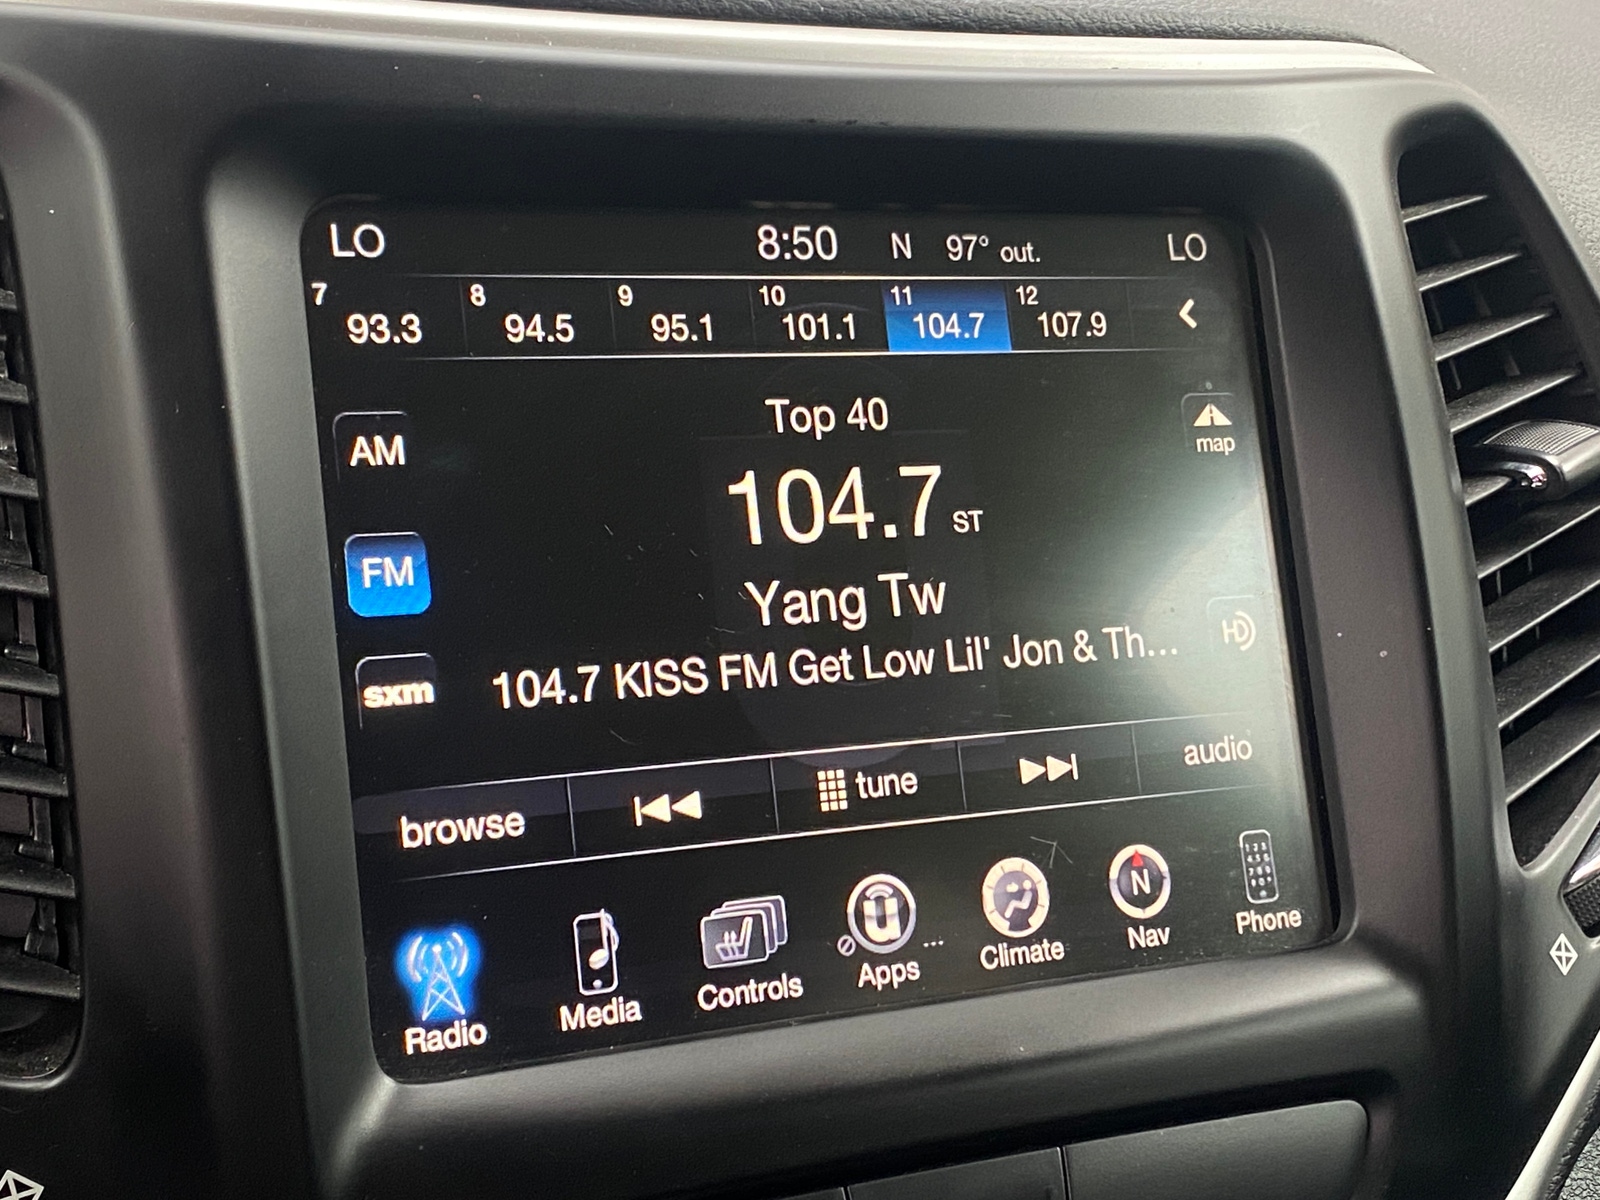 LO 8:50 N 97° out. LO
7 93.3 8 94.5 9 95.1 10 101.1 11 104.7 12 107.9
Top 40
AM
map
104.7 ST
FM
Yang Tw
HD
sxm
104.7 KISS FM Get Low Lil' Jon & Th...
browse tune audio
N
Radio Media Controls Apps ... Climate Nav Phone